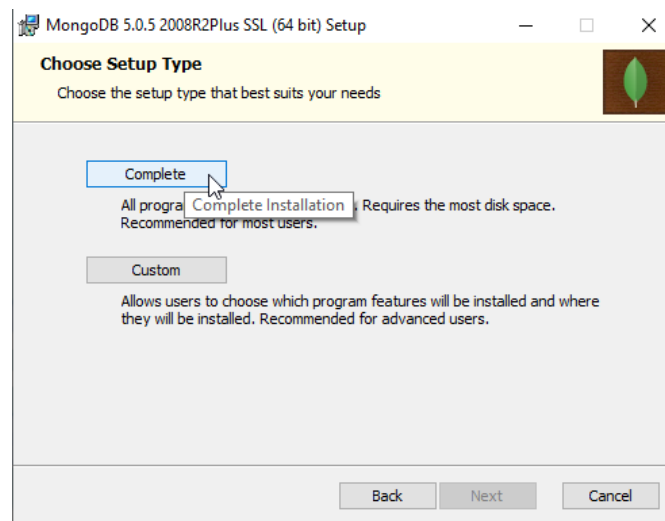 MongoDB 5.0.5 2008R2Plus SSL (64 bit) Setup
Choose Setup Type
Choose the setup type that best suits your needs
Complete
All progra Complete Installation . Requires the most disk space.
Recommended for most users.
Custom
Allows users to choose which program features will be installed and where
they will be installed. Recommended for advanced users.
Back Next Cancel